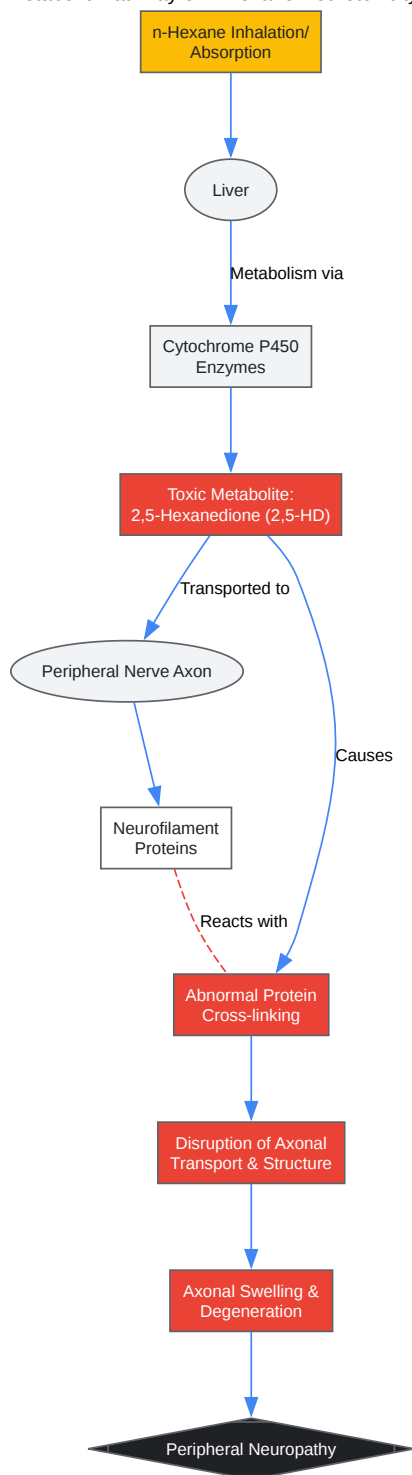 n-Hexane Inhalation/
Absorption
Liver
Metabolism via
Cytochrome P450
Enzymes
Toxic Metabolite:
2,5-Hexanedione (2,5-HD)
Transported to
Peripheral Nerve Axon
Causes
Neurofilament
Proteins
Reacts with
Abnormal Protein
Cross-linking
Disruption of Axonal
Transport & Structure
Axonal Swelling &
Degeneration
Peripheral Neuropathy